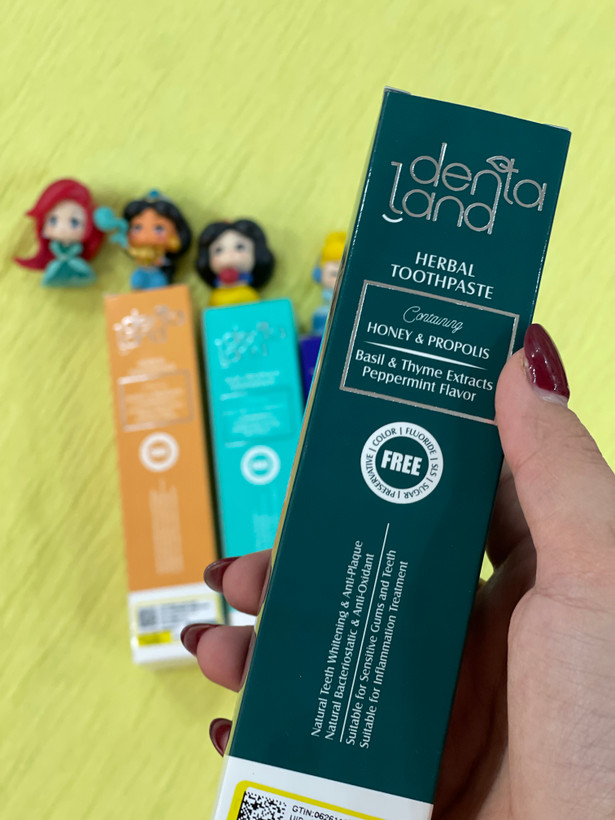 denta
land
HERBAL
TOOTHPASTE
Containing
HONEY & PROPOLIS
Basil & Thyme Extracts
Peppermint Flavor
COLOR | FLUORIDE | SLS | SUGAR | PRESERVATIVE |
FREE
Natural Teeth Whitening & Anti-Plaque
Natural Bacteriostatic & Anti-Oxidant
Suitable for Sensitive Gums and Teeth
Suitable for Inflammation Treatment